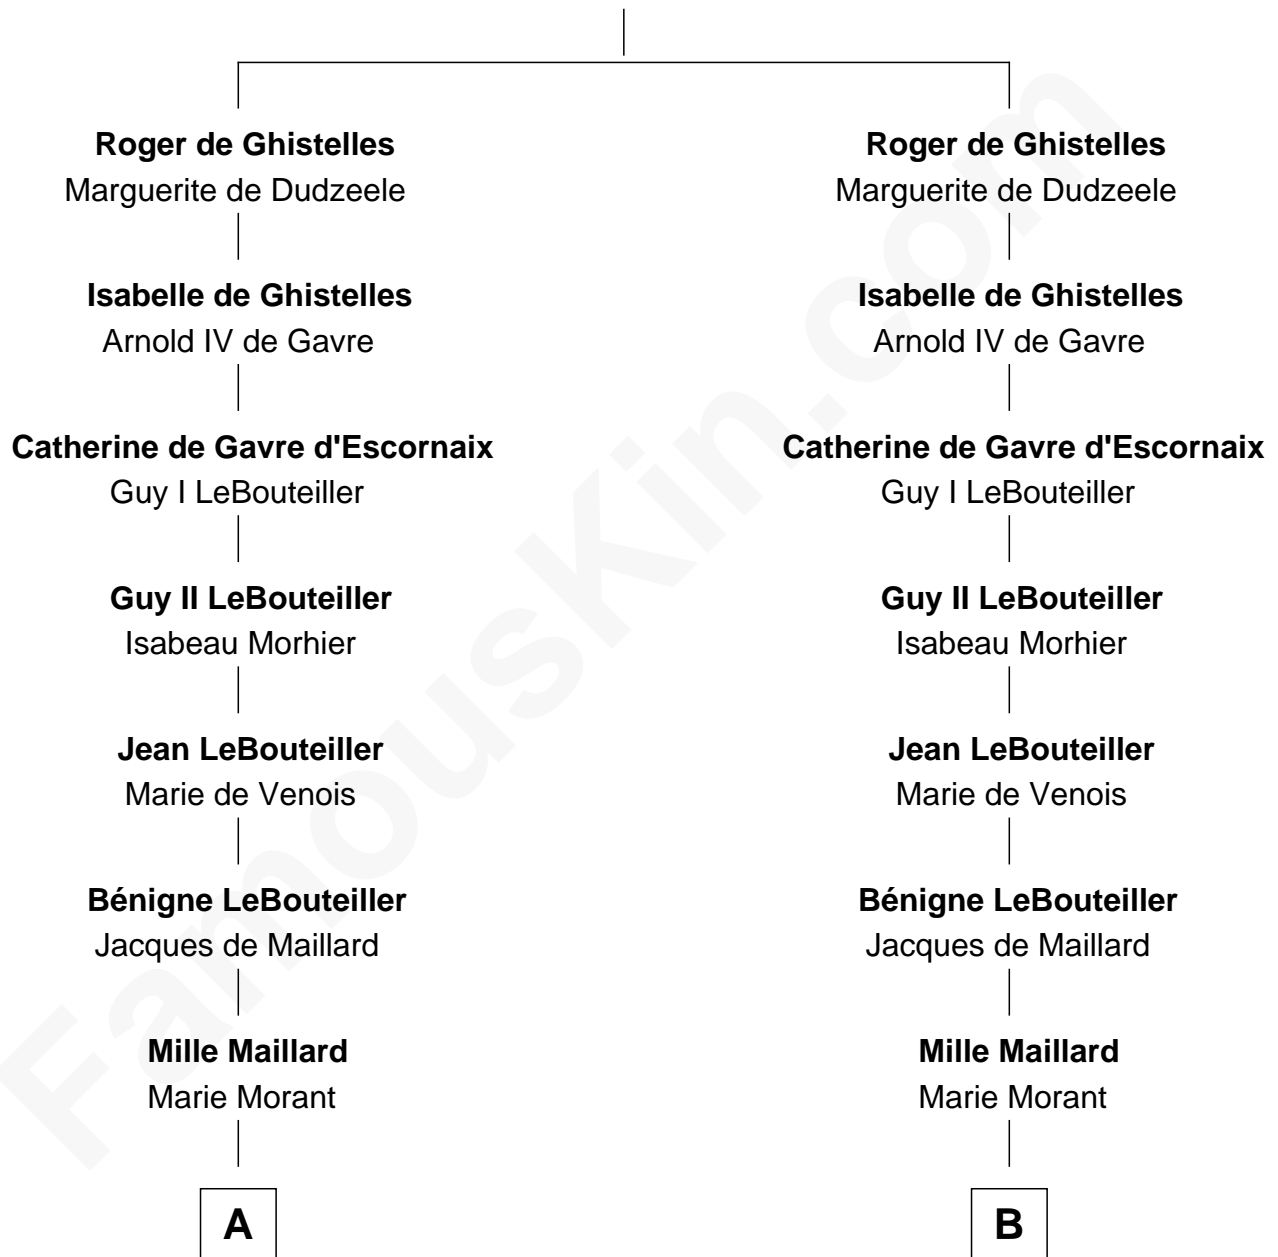 Roger de Ghistelles
Marguerite de Dudzeele
Isabelle de Ghistelles
Arnold IV de Gavre
Catherine de Gavre d'Escornaix
Guy I LeBouteiller
Guy II LeBouteiller
Isabeau Morhier
Jean LeBouteiller
Marie de Venois
Bénigne LeBouteiller
Jacques de Maillard
Mille Maillard
Marie Morant
A
Roger de Ghistelles
Marguerite de Dudzeele
Isabelle de Ghistelles
Arnold IV de Gavre
Catherine de Gavre d'Escornaix
Guy I LeBouteiller
Guy II LeBouteiller
Isabeau Morhier
Jean LeBouteiller
Marie de Venois
Bénigne LeBouteiller
Jacques de Maillard
Mille Maillard
Marie Morant
B
FamousKin.com